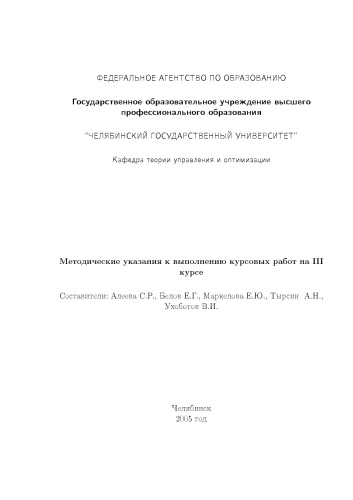 ФЕДЕРАЛЬНОЕ АГЕНТСТВО ПО ОБРАЗОВАНИЮ
Государственное образовательное учреждение высшего
профессионального образования
"ЧЕЛЯБИНСКИЙ ГОСУДАРСТВЕННЫЙ УНИВЕРСИТЕТ"
Кафедра теории управления и оптимизации
Методические указания к выполнению курсовых работ на III
курсе
Составители: Алеева С.Р., Белов Е.Г., Маркелова Е.Ю., Тырсин А.Н.,
Ухоботов В.И.
Челябинск
2005 год